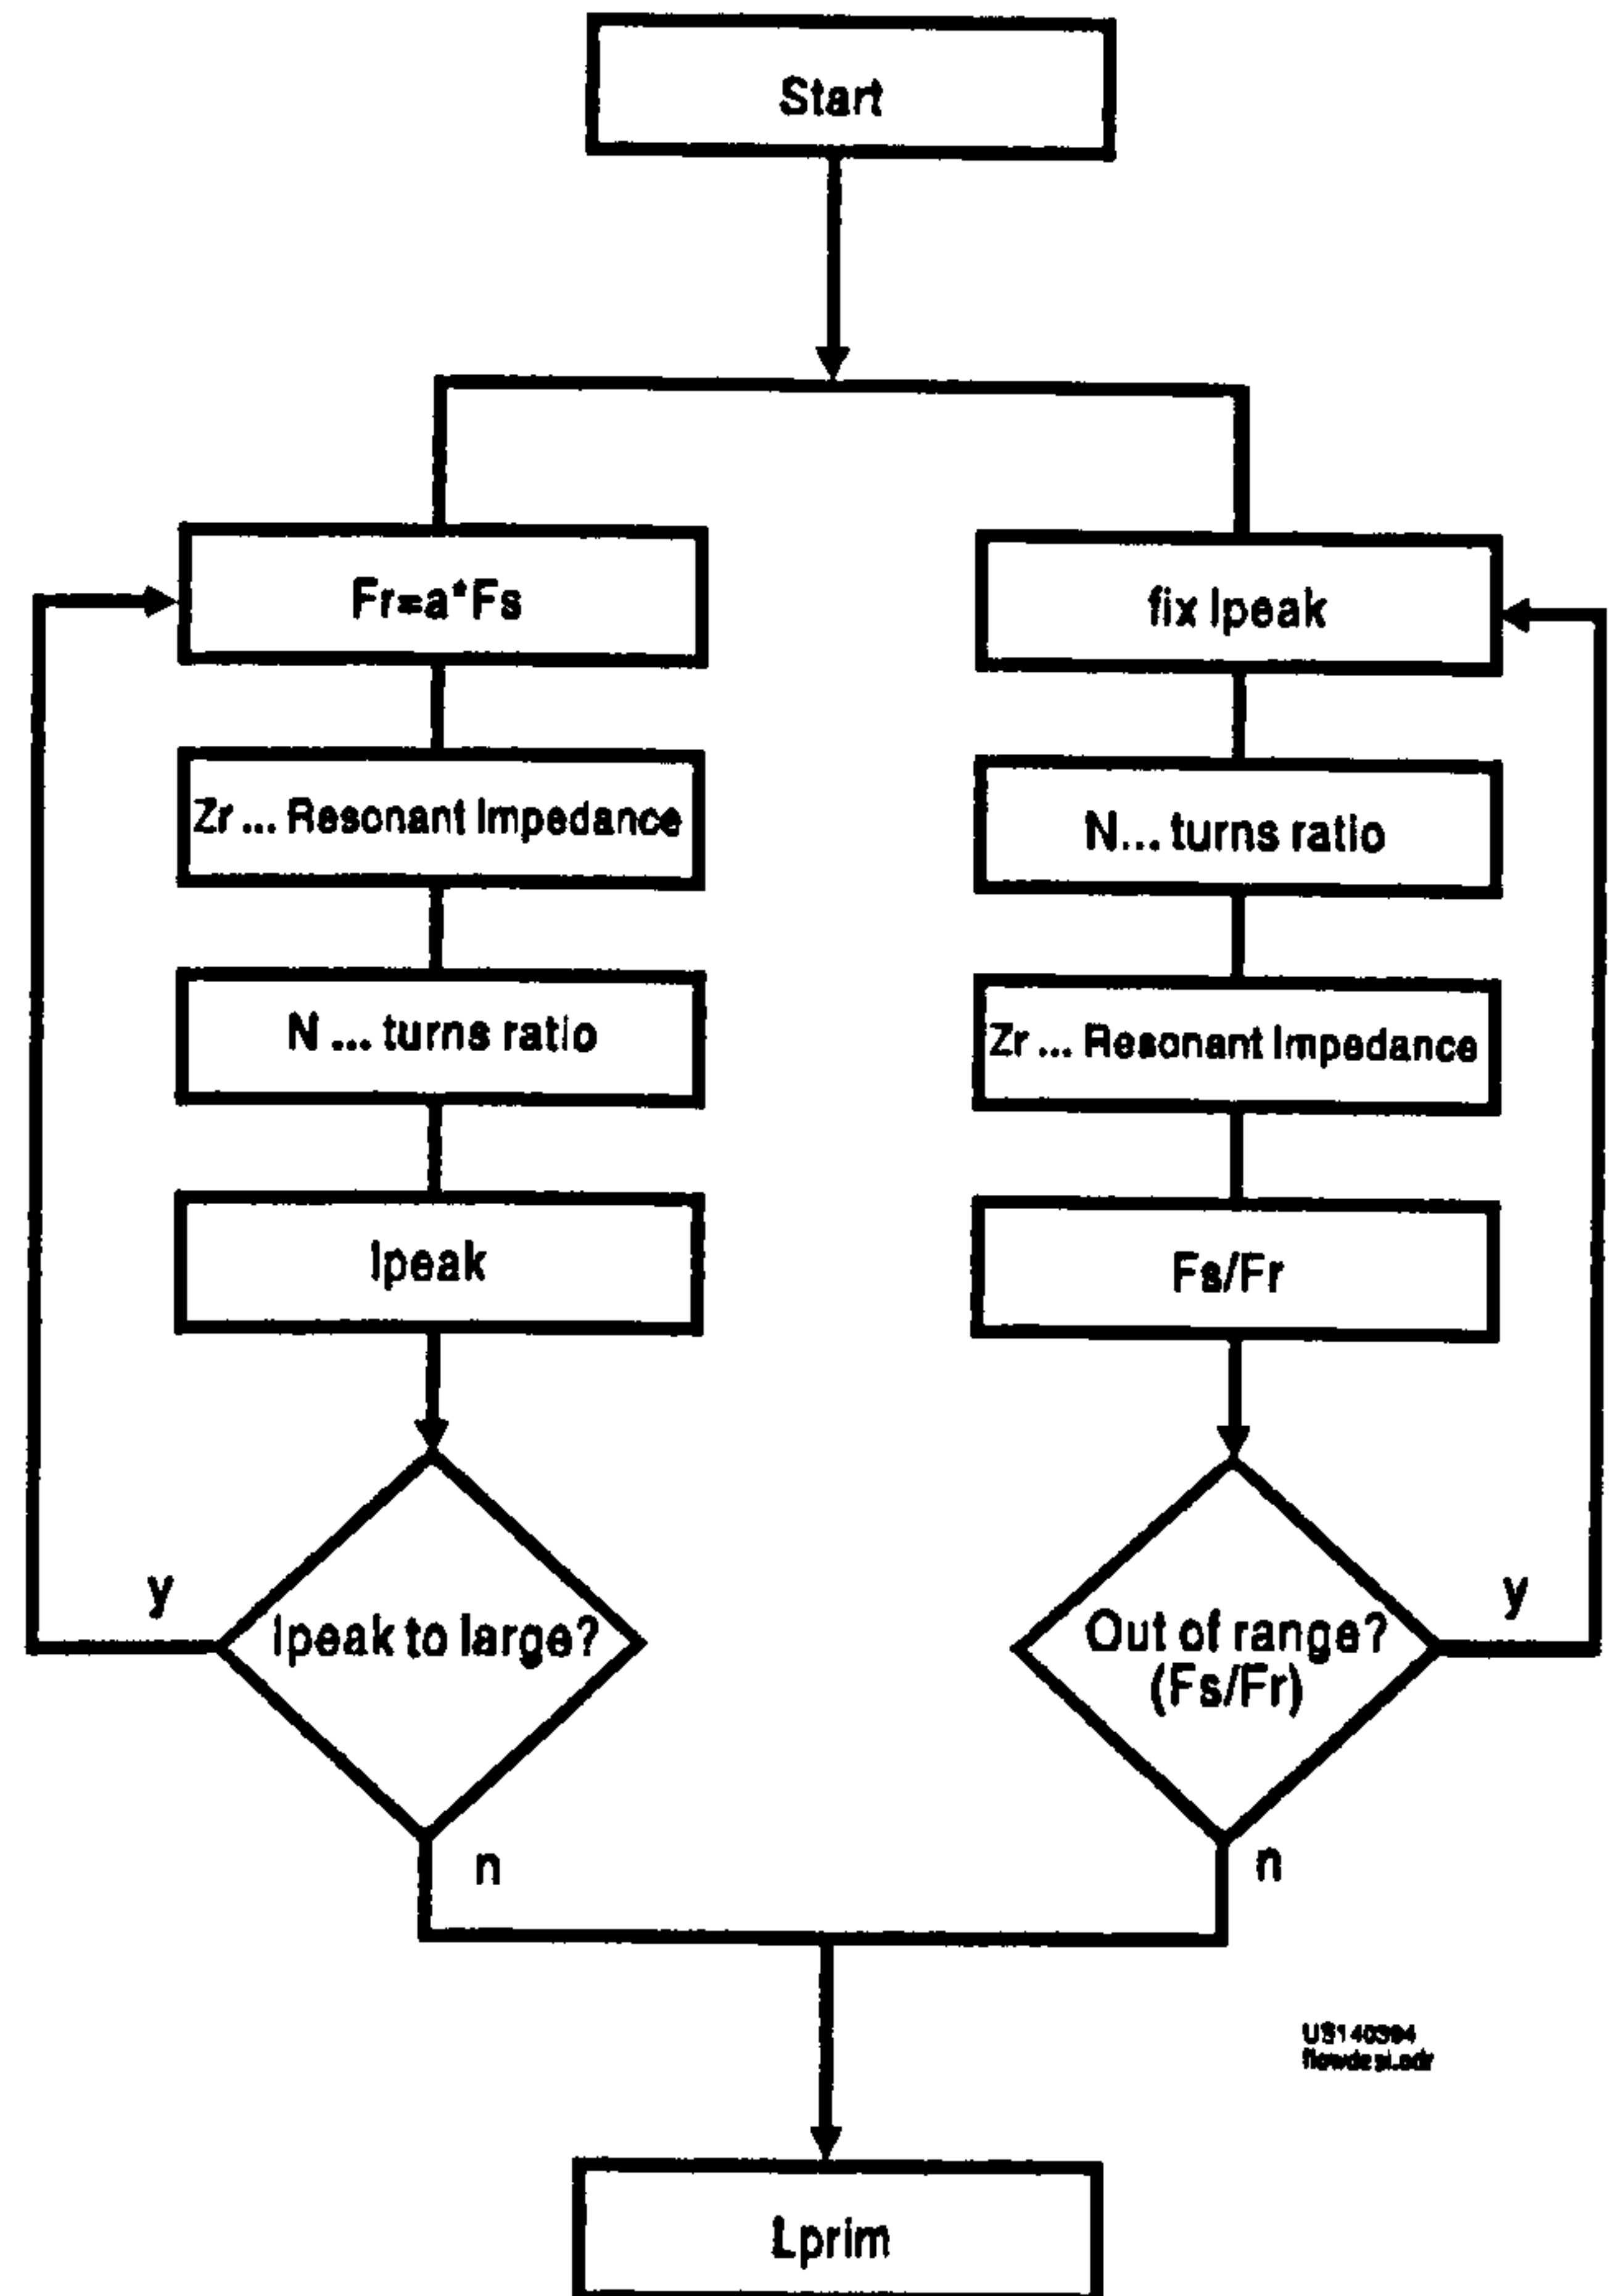 Start
Fr=a*Fs
Zr ... Resonant Impedance
N ... turns ratio
Ipeak
Ipeak to large?
y
n
fix Ipeak
N... turns ratio
Zr ... Resonant Impedance
Fs/Fr
Out of range?
(Fs/Fr)
y
n
US140394
Lprim